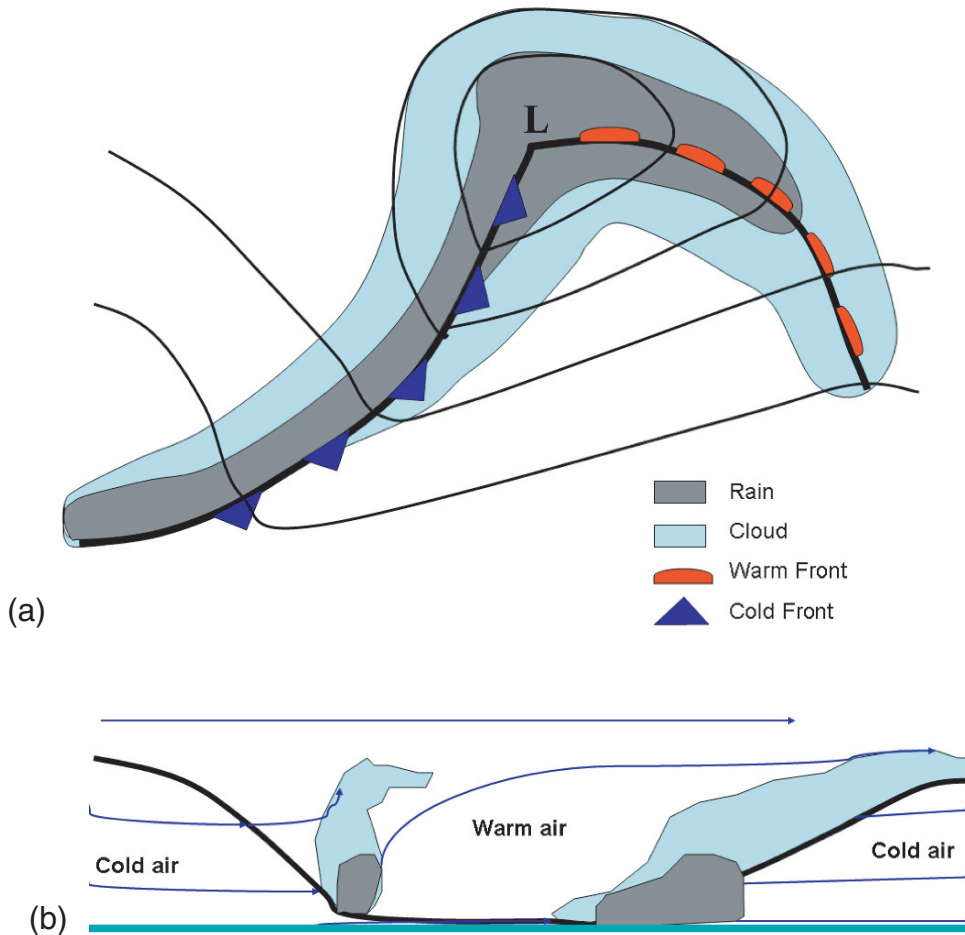 L
Rain
Cloud
Warm Front
Cold Front
(a)
Warm air
Cold air
Cold air
(b)